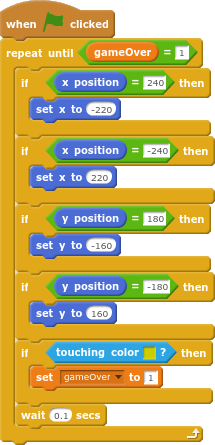 when clicked
repeat until gameOver = 1
if x position = 240 then
set x to -220
if x position = -240 then
set x to 220
if y position = 180 then
set y to -160
if y position = -180 then
set y to 160
if touching color ? then
set gameOver to 1
wait 0.1 secs